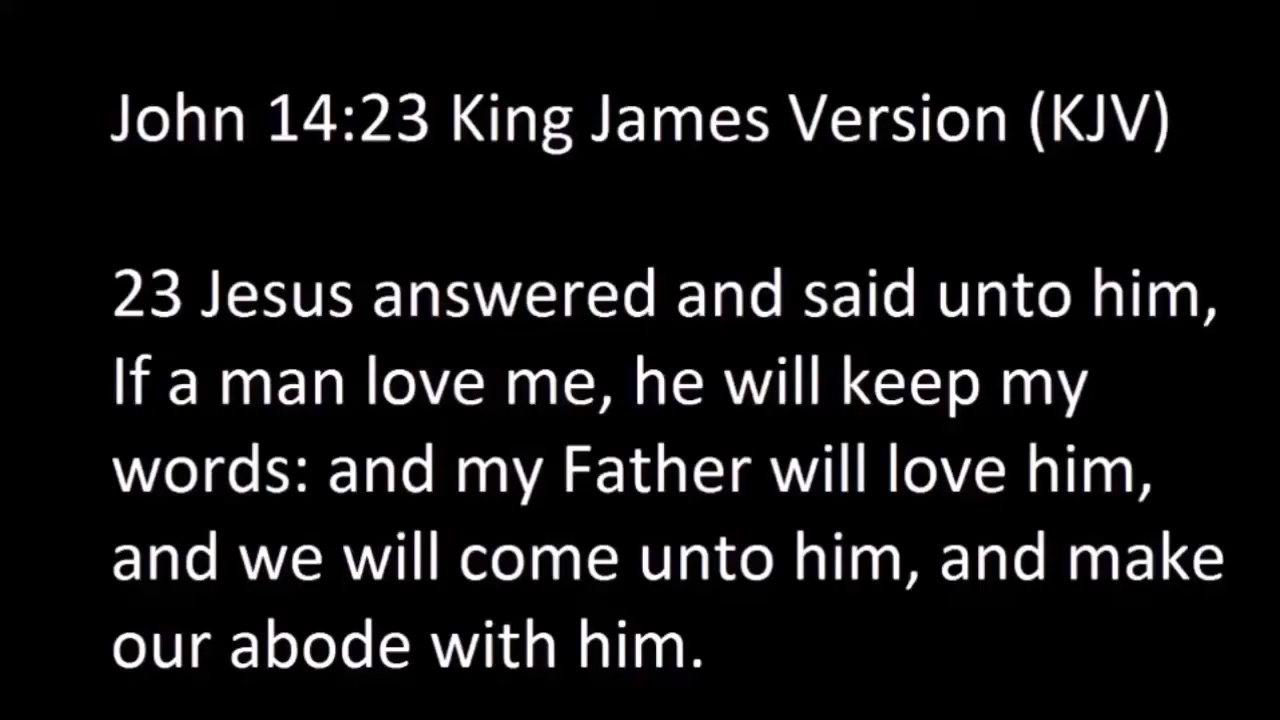 John 14:23 King James Version (KJV)
23 Jesus answered and said unto him,
If a man love me, he will keep my
words: and my Father will love him,
and we will come unto him, and make
our abode with him.